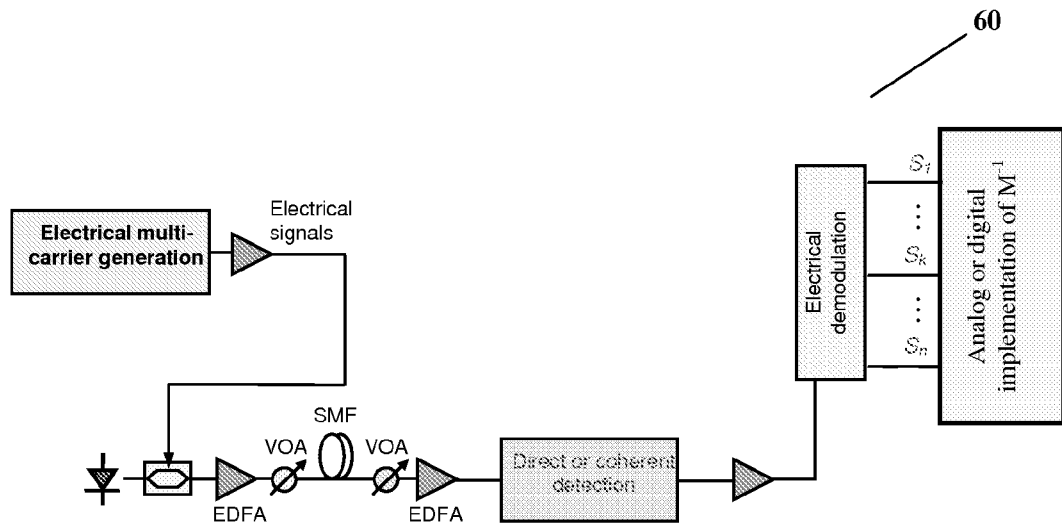 60
Electrical multi-
carrier generation
Electrical
signals
Electrical
demodulation
S1
⋮
Sk
⋮
Sn
Analog or digital
implementation of M⁻¹
SMF
VOA
VOA
EDFA
EDFA
Direct or coherent
detection